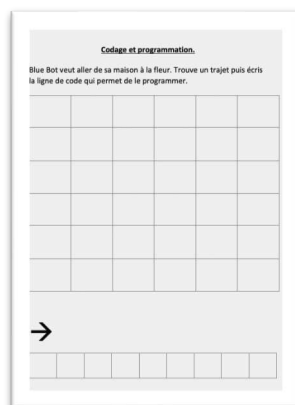 Codage et programmation.
Blue Bot veut aller de sa maison à la fleur. Trouve un trajet puis écris
la ligne de code qui permet de le programmer.
→